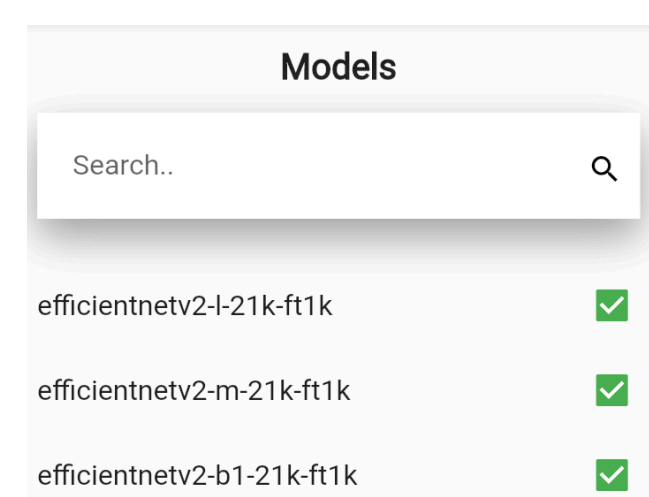 Models
Search..
efficientnetv2-l-21k-ft1k
efficientnetv2-m-21k-ft1k
efficientnetv2-b1-21k-ft1k